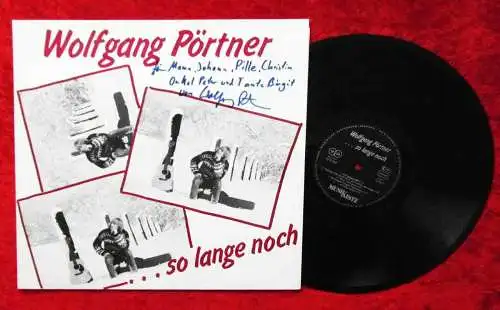 Wolfgang Pörtner
für Mama, Johann, Pille, Christin
Onkel Peter und Tante Birgit
von
... so lange noch
Wolfgang Pörtner
... so lange noch